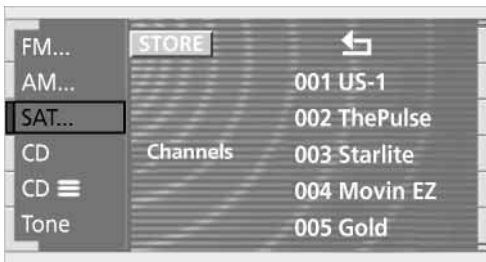 FM...
AM...
SAT...
CD
CD
Tone
STORE
Channels
001 US-1
002 ThePulse
003 Starlite
004 Movin EZ
005 Gold